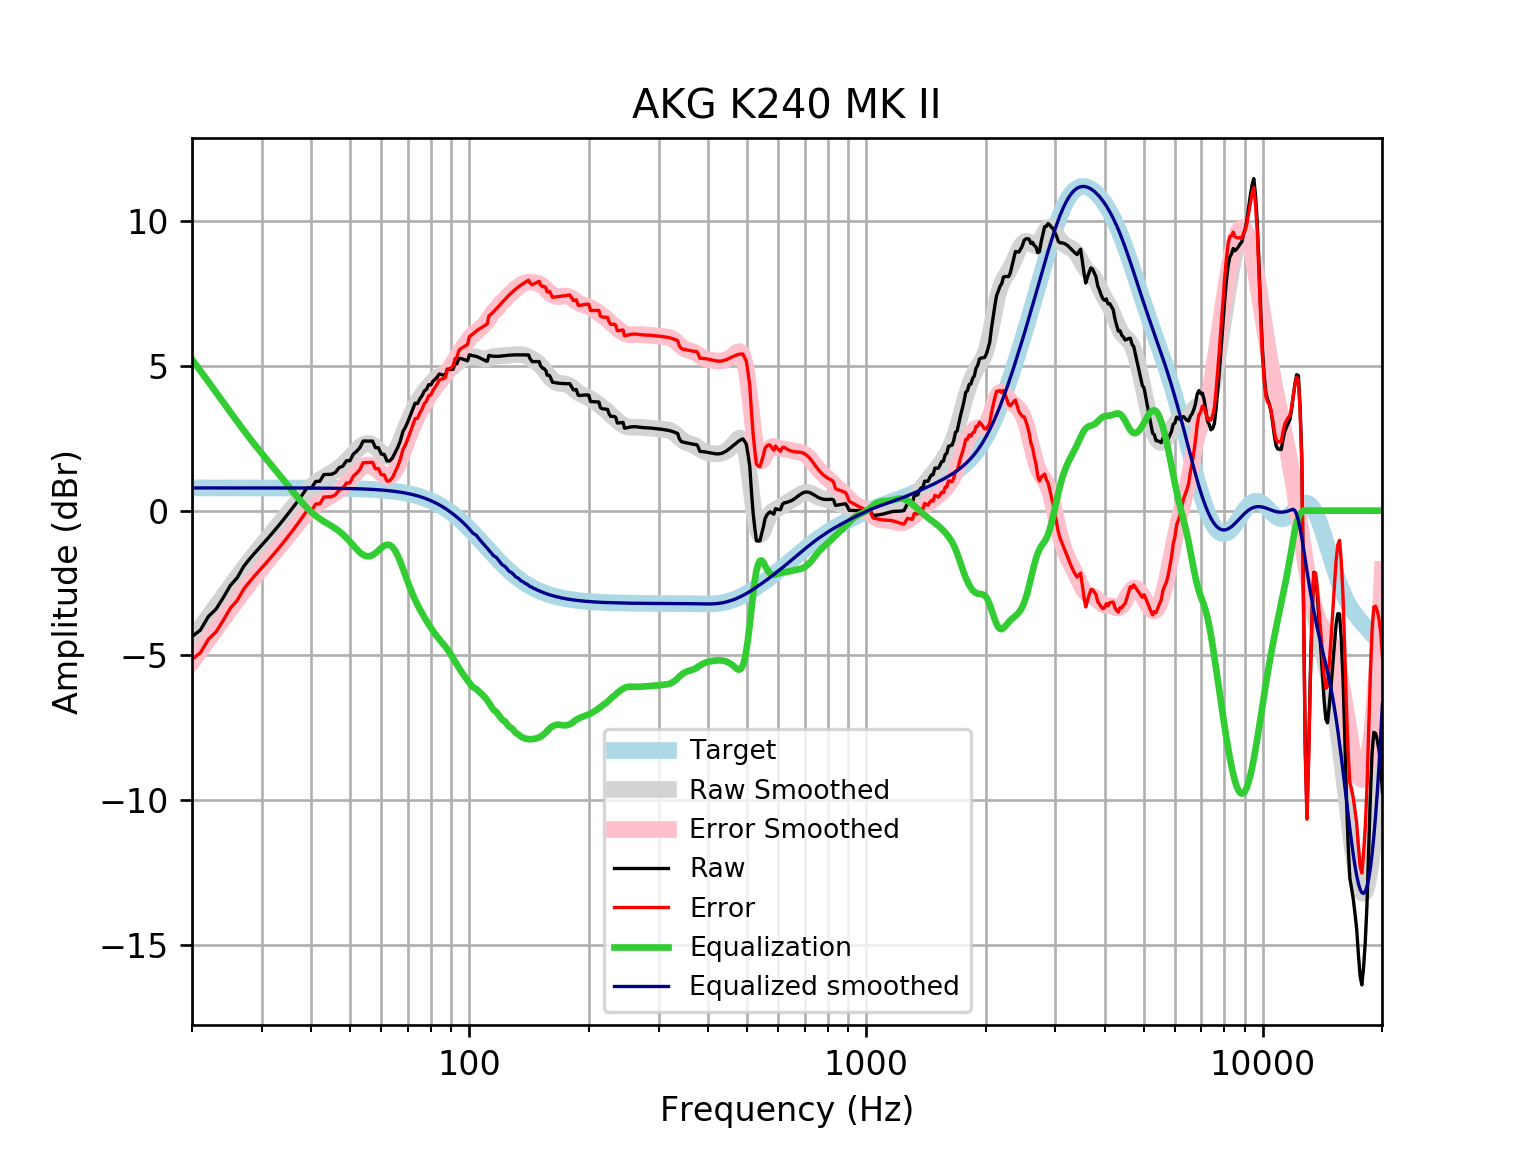 AKG K240 MK II
Amplitude (dBr)
10
5
0
−5
−10
−15
Target
Raw Smoothed
Error Smoothed
Raw
Error
Equalization
Equalized smoothed
100
1000
10000
Frequency (Hz)